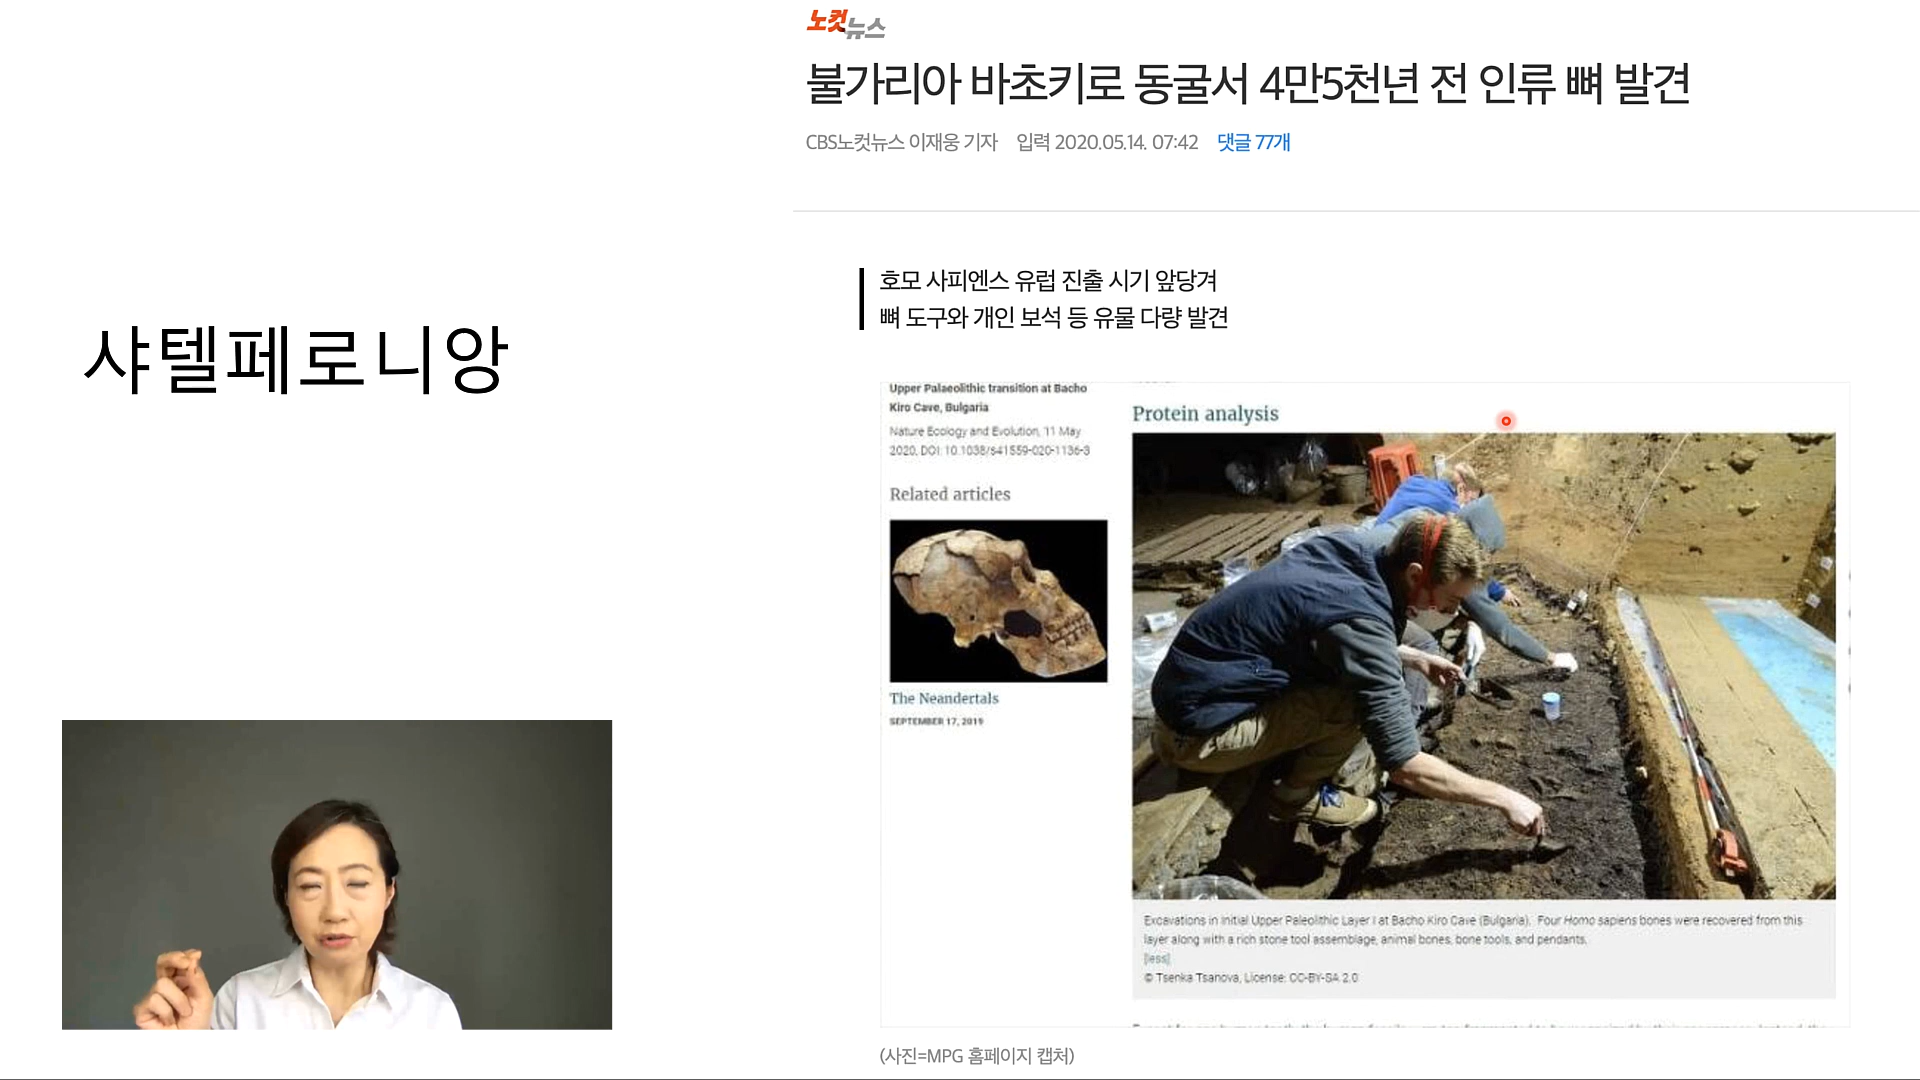 노컷뉴스
불가리아 바초키로 동굴서 4만5천년 전 인류 뼈 발견
CBS노컷뉴스 이재웅 기자 입력 2020.05.14. 07:42 댓글 77개
호모 사피엔스 유럽 진출 시기 앞당겨
뼈 도구와 개인 보석 등 유물 다량 발견
샤텔페로니앙
Upper Palaeolithic transition at Bacho
Kiro Cave, Bulgaria
Nature Ecology and Evolution, 11 May
2020, DOI: 10.1038/s41559-020-1136-3
Related articles
The Neandertals
SEPTEMBER 17, 2019
Protein analysis
Excavations in Initial Upper Paleolithic Layer I at Bacho Kiro Cave (Bulgaria). Four Homo sapiens bones were recovered from this
layer along with a rich stone tool assemblage, animal bones, bone tools, and pendants.
[less]
© Tsenka Tsanova, License: CC-BY-SA 2.0
(사진=MPG 홈페이지 캡처)